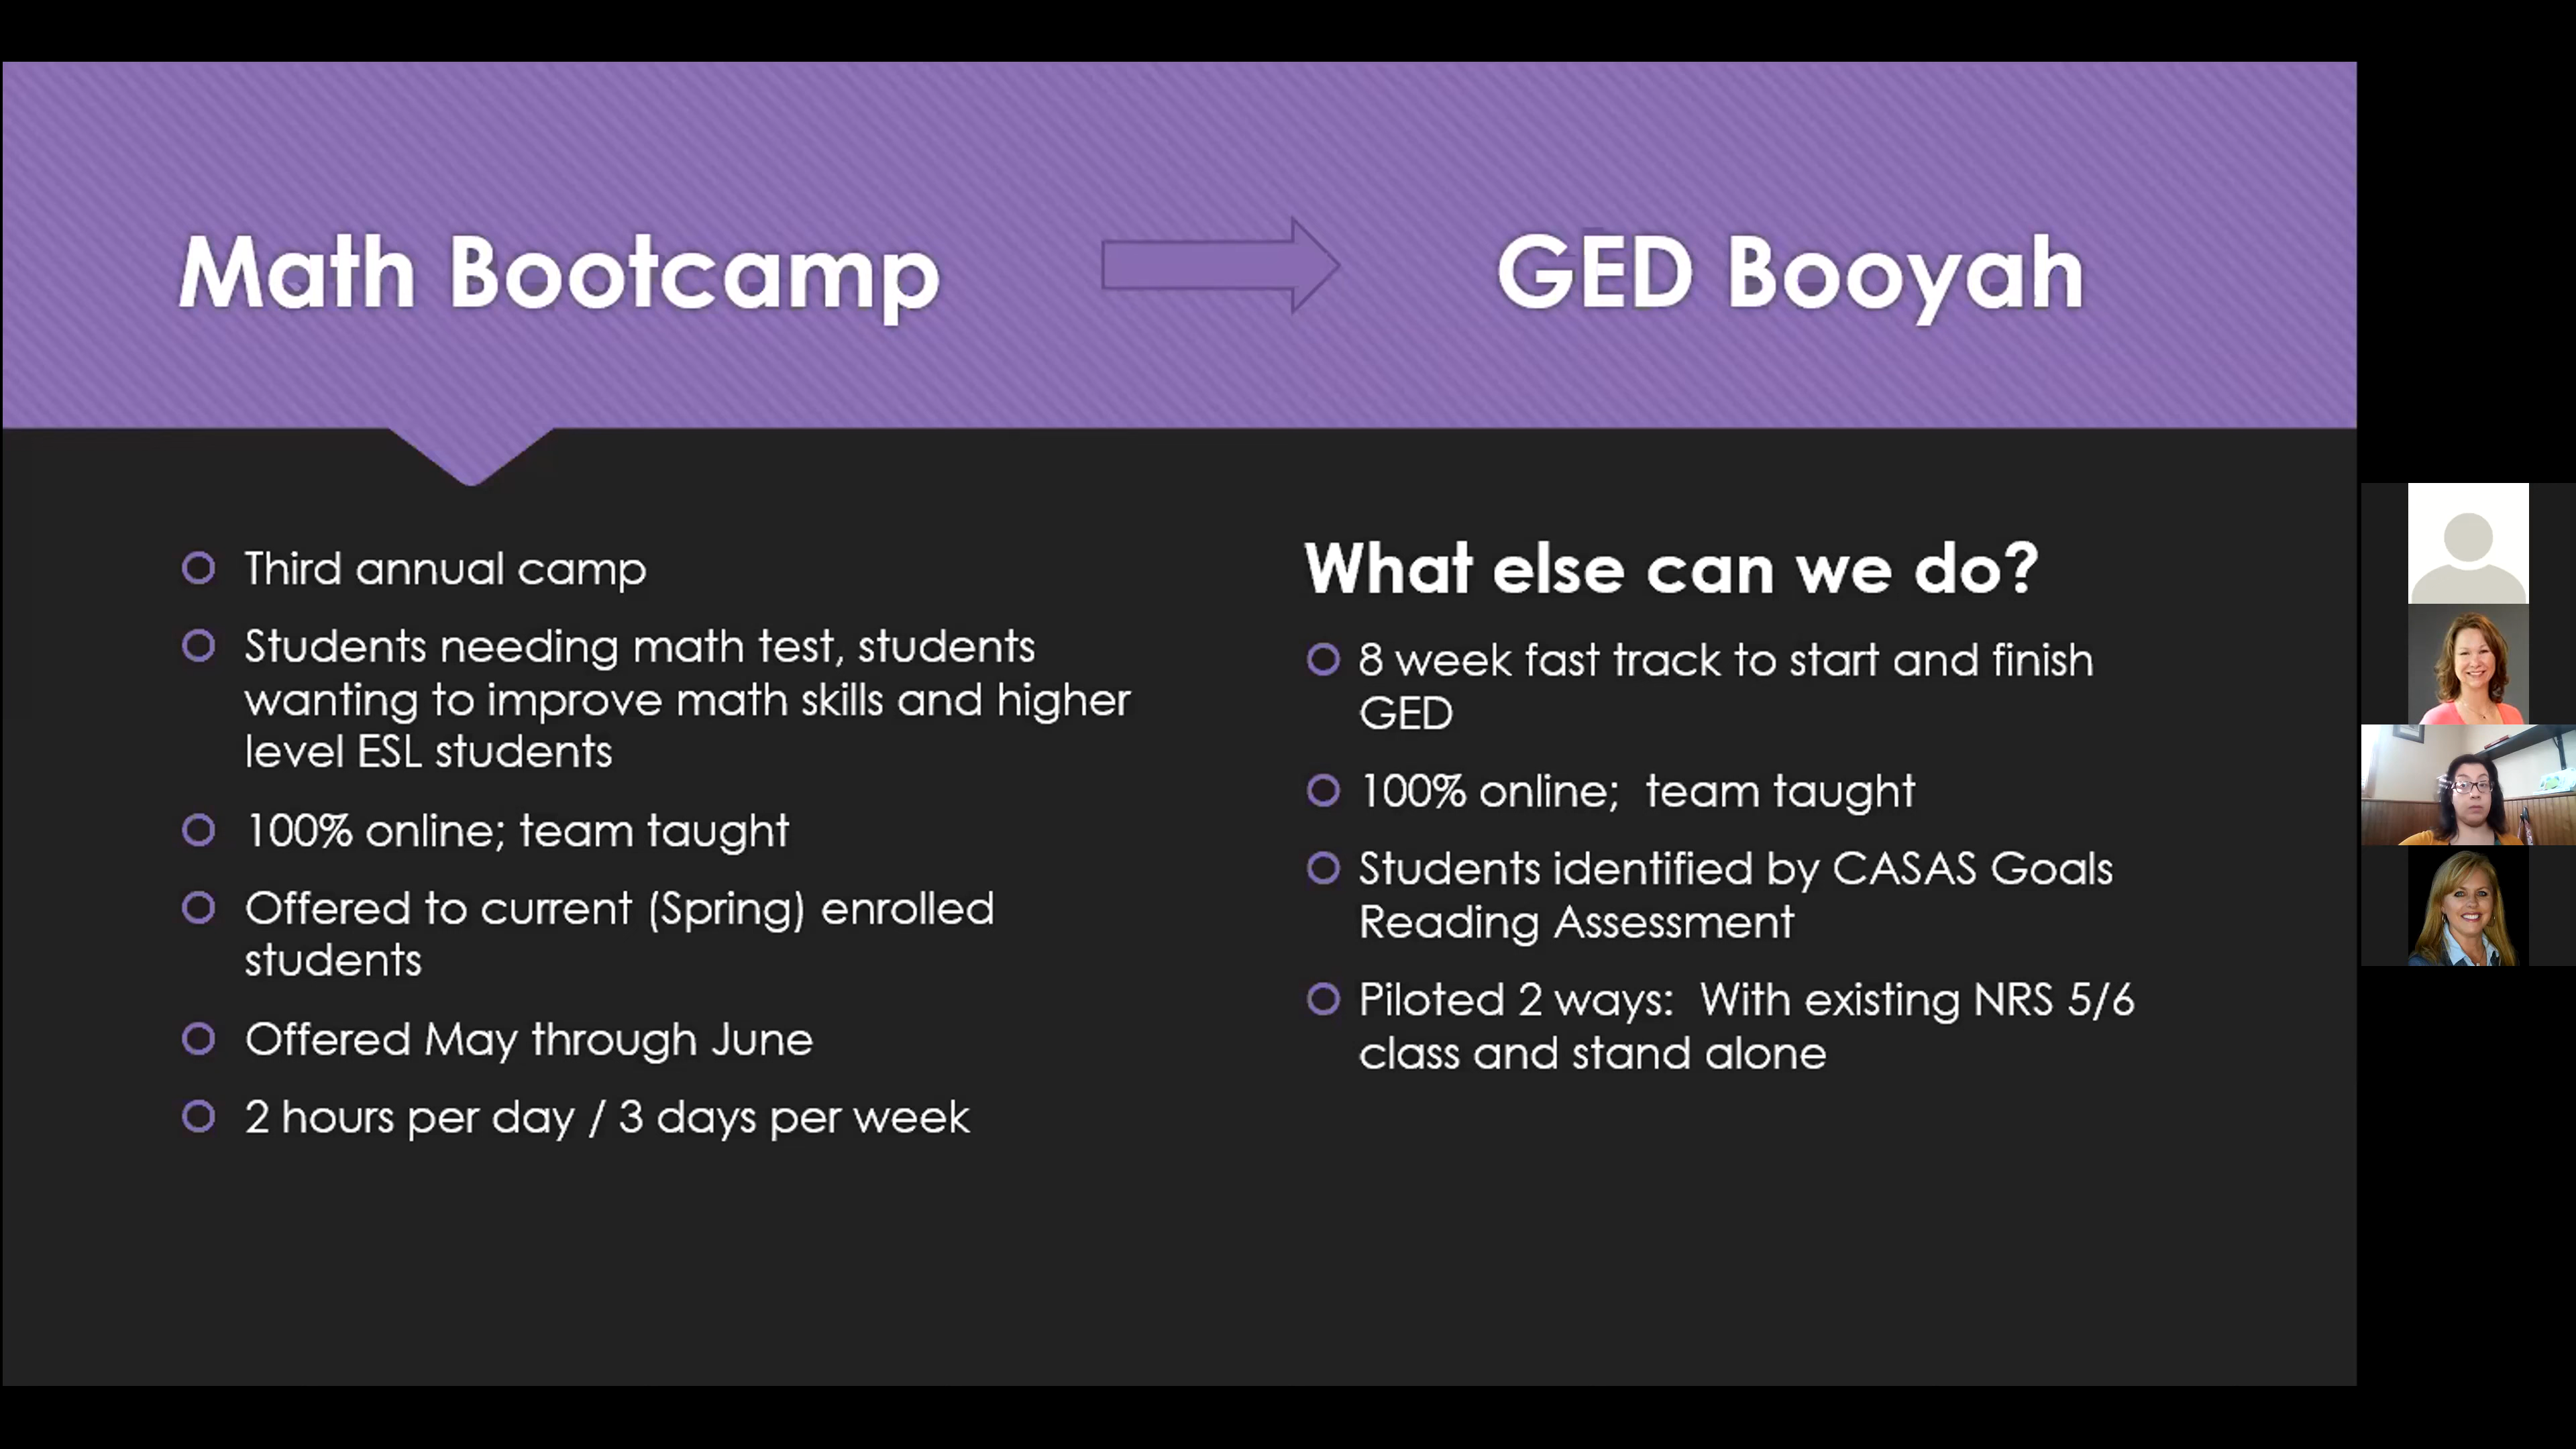 Math Bootcamp
GED Booyah
Third annual camp
Students needing math test, students
wanting to improve math skills and higher
level ESL students
100% online; team taught
Offered to current (Spring) enrolled
students
Offered May through June
2 hours per day / 3 days per week
What else can we do?
8 week fast track to start and finish
GED
100% online;  team taught
Students identified by CASAS Goals
Reading Assessment
Piloted 2 ways:  With existing NRS 5/6
class and stand alone